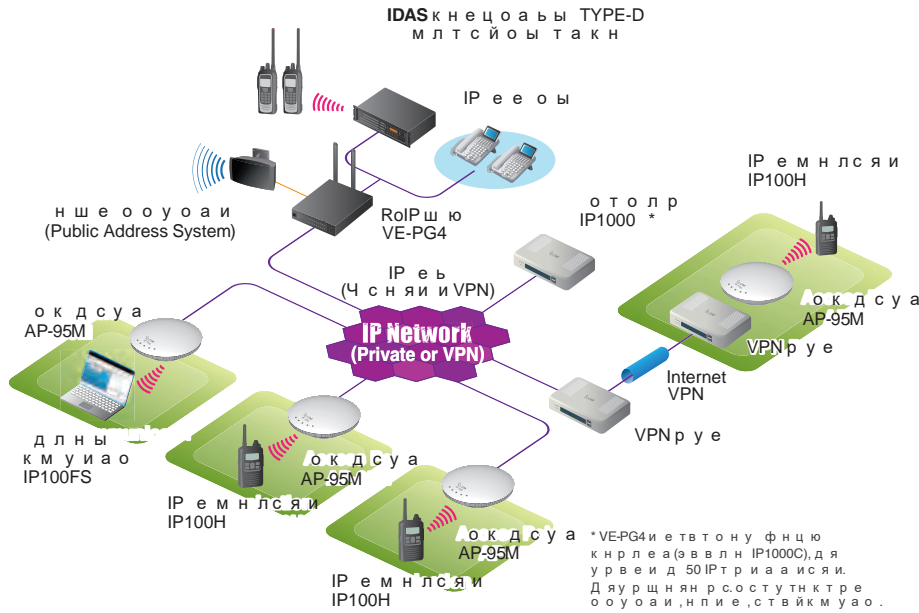 IDAS к н е ц о а ь ы TYPE-D
м л т с й о ы т а к н
IP е е о ы
IP е м н л с я и
IP100H
о т о л р
IP1000 *
RoIP ш ю
VE-PG4
н ш е о о у о а и
(Public Address System)
IP е ь
(Ч с н я и и VPN)
IP Network
(Private or VPN)
о к д с у а
AP-95M
о к д с у а
AP-95M
VPN р у е
Internet
VPN
VPN р у е
д л н ы
к м у и а о
IP100FS
о к д с у а
AP-95M
IP е м н л с я и
IP100H
о к д с у а
AP-95M
IP е м н л с я и
IP100H
* VE-PG4 и е т в т о н у ф н ц ю
к н р л е а (э в в л н IP1000C), д я
у р в е и д 50 IP т р и а а и с я и.
Д я у р щ н я н р с. о с т у т н к т р е
о о у о а и , н п и е , с т в й к м у а о .